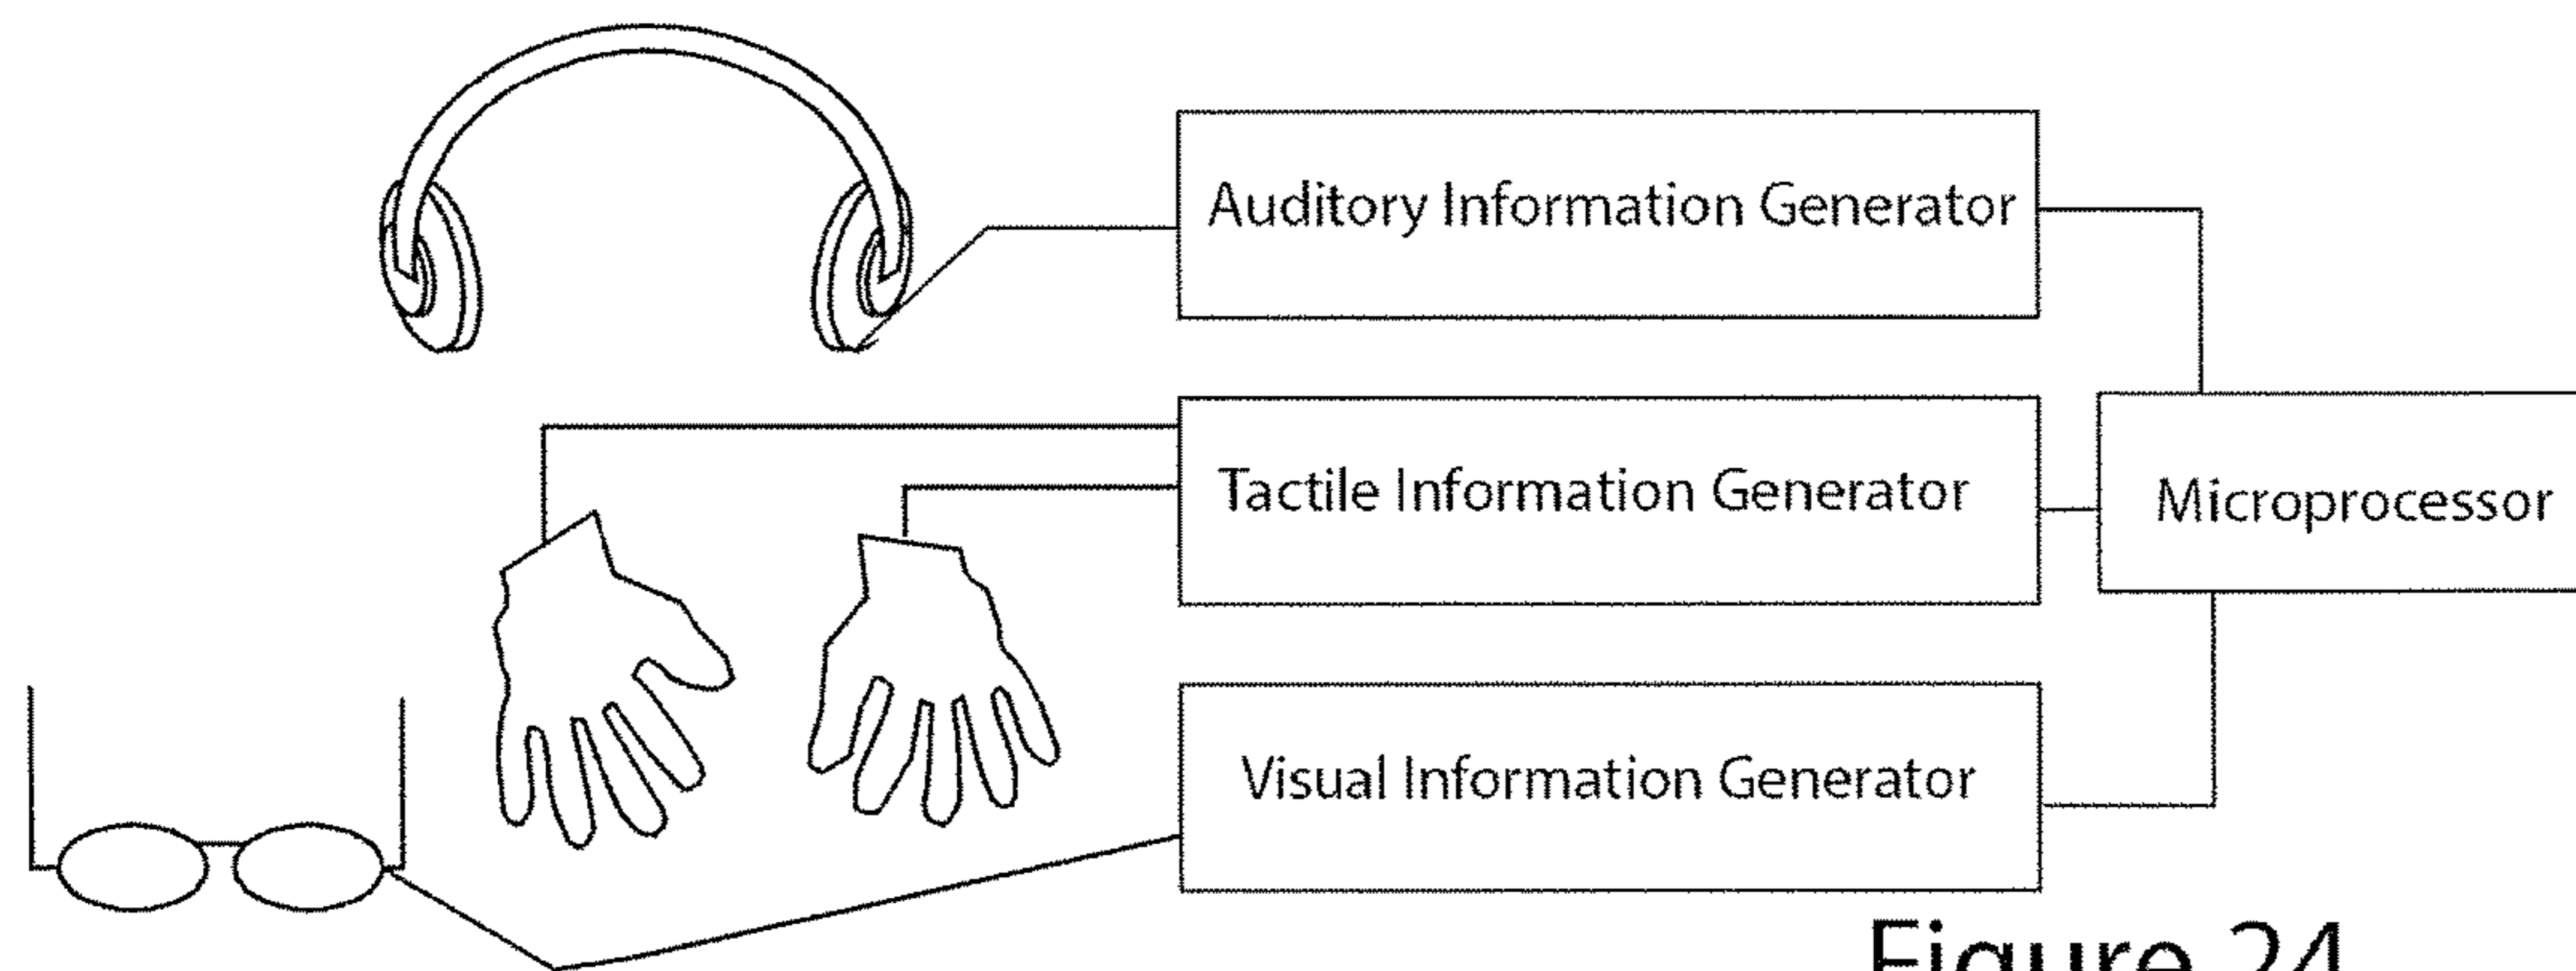 Auditory Information Generator
Tactile Information Generator
Microprocessor
Visual Information Generator
Figure 24